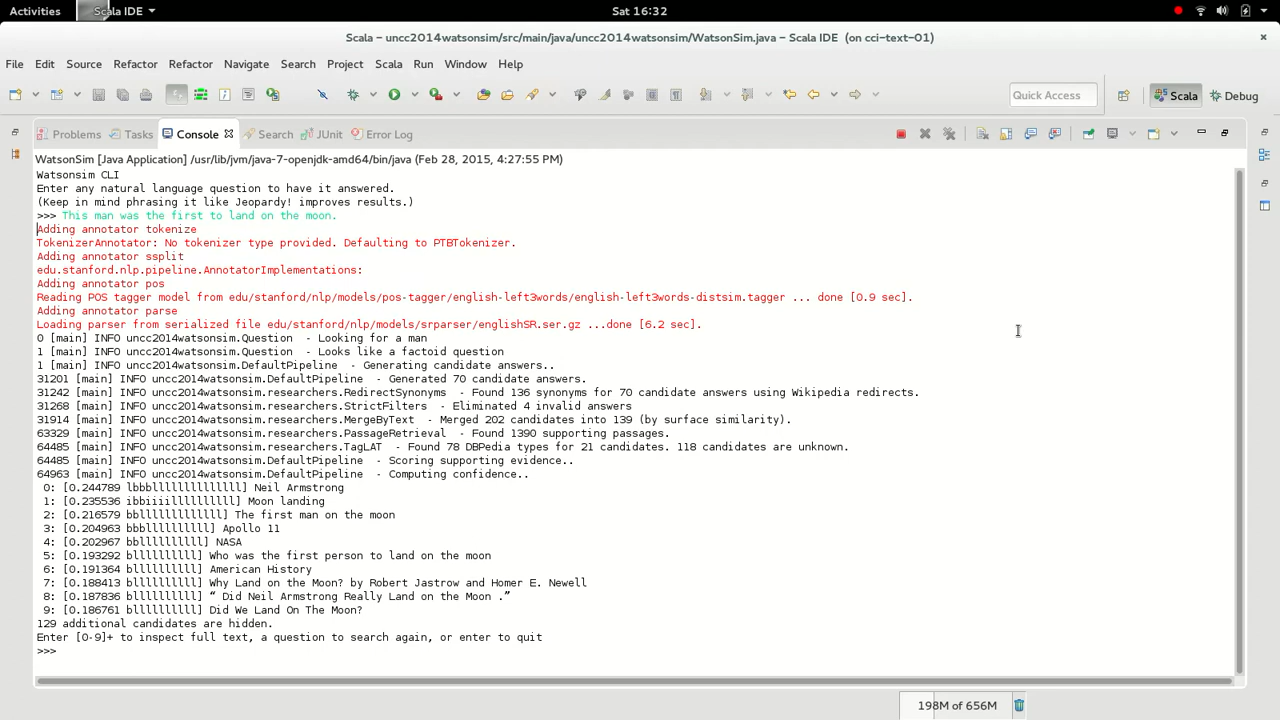 Activities Scala IDE Sat 16:32
Scala – uncc2014watsonsim/src/main/java/uncc2014watsonsim/WatsonSim.java – Scala IDE (on cci-text-01)
File Edit Source Refactor Refactor Navigate Search Project Scala Run Window Help
Quick Access Scala Debug
Problems Tasks Console Search JUnit Error Log
WatsonSim [Java Application] /usr/lib/jvm/java-7-openjdk-amd64/bin/java (Feb 28, 2015, 4:27:55 PM)
Watsonsim CLI
Enter any natural language question to have it answered.
(Keep in mind phrasing it like Jeopardy! improves results.)
>>> This man was the first to land on the moon.
Adding annotator tokenize
TokenizerAnnotator: No tokenizer type provided. Defaulting to PTBTokenizer.
Adding annotator ssplit
edu.stanford.nlp.pipeline.AnnotatorImplementations:
Adding annotator pos
Reading POS tagger model from edu/stanford/nlp/models/pos-tagger/english-left3words/english-left3words-distsim.tagger ... done [0.9 sec].
Adding annotator parse
Loading parser from serialized file edu/stanford/nlp/models/srparser/englishSR.ser.gz ...done [6.2 sec].
0 [main] INFO uncc2014watsonsim.Question  - Looking for a man
1 [main] INFO uncc2014watsonsim.Question  - Looks like a factoid question
1 [main] INFO uncc2014watsonsim.DefaultPipeline  - Generating candidate answers..
31201 [main] INFO uncc2014watsonsim.DefaultPipeline  - Generated 70 candidate answers.
31242 [main] INFO uncc2014watsonsim.researchers.RedirectSynonyms  - Found 136 synonyms for 70 candidate answers using Wikipedia redirects.
31268 [main] INFO uncc2014watsonsim.researchers.StrictFilters  - Eliminated 4 invalid answers
31914 [main] INFO uncc2014watsonsim.researchers.MergeByText  - Merged 202 candidates into 139 (by surface similarity).
63329 [main] INFO uncc2014watsonsim.researchers.PassageRetrieval  - Found 1390 supporting passages.
64485 [main] INFO uncc2014watsonsim.researchers.TagLAT  - Found 78 DBPedia types for 21 candidates. 118 candidates are unknown.
64485 [main] INFO uncc2014watsonsim.DefaultPipeline  - Scoring supporting evidence..
64963 [main] INFO uncc2014watsonsim.DefaultPipeline  - Computing confidence..
0: [0.244789 lbbbllllllllllllll] Neil Armstrong
1: [0.235536 ibbiiiillllllllll] Moon landing
2: [0.216579 bblllllllllllll] The first man on the moon
3: [0.204963 bbbllllllllll] Apollo 11
4: [0.202967 bbllllllllll] NASA
5: [0.193292 bllllllllll] Who was the first person to land on the moon
6: [0.191364 bllllllllll] American History
7: [0.188413 bllllllllll] Why Land on the Moon? by Robert Jastrow and Homer E. Newell
8: [0.187836 bllllllllll] “ Did Neil Armstrong Really Land on the Moon .”
9: [0.186761 bllllllllll] Did We Land On The Moon?
129 additional candidates are hidden.
Enter [0-9]+ to inspect full text, a question to search again, or enter to quit
>>>
198M of 656M